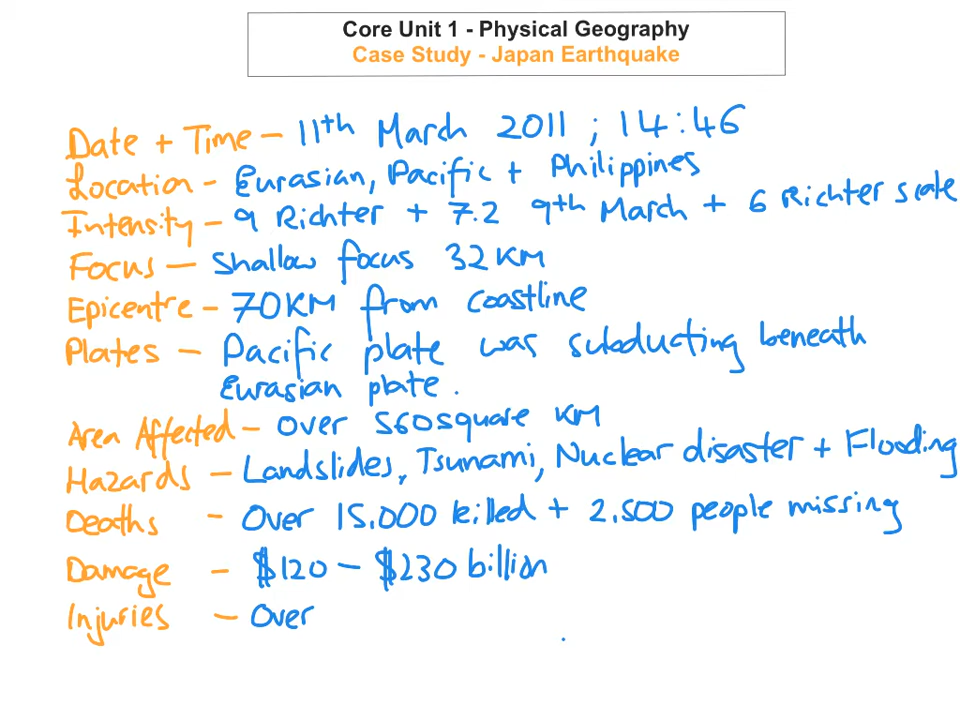 Core Unit 1 - Physical Geography
Case Study - Japan Earthquake
Date + Time – 11th March 2011 ; 14:46
Location - Eurasian, Pacific + Philippines
Intensity – 9 Richter + 7.2 9th March + 6 Richter scale
Focus – Shallow focus 32KM
Epicentre – 70KM from coastline
Plates – Pacific plate was subducting beneath
Eurasian plate.
Area Affected – Over 560square KM
Hazards – Landslides, Tsunami, Nuclear disaster + Flooding
Deaths - Over 15.000 killed + 2.500 people missing
Damage - $120 – $230 billion
Injuries – Over